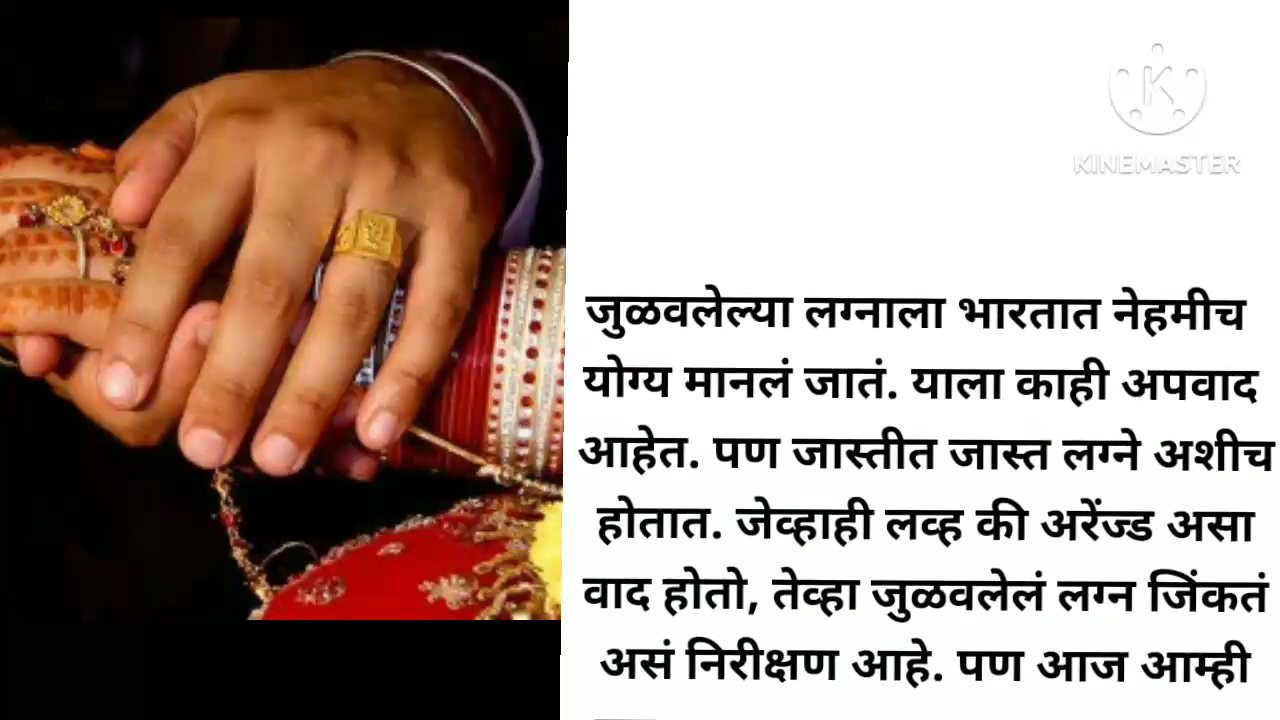 KINEMASTER
जुळवलेल्या लग्नाला भारतात नेहमीच
योग्य मानलं जातं. याला काही अपवाद
आहेत. पण जास्तीत जास्त लग्ने अशीच
होतात. जेव्हाही लव्ह की अरेंज्ड असा
वाद होतो, तेव्हा जुळवलेलं लग्न जिंकतं
असं निरीक्षण आहे. पण आज आम्ही